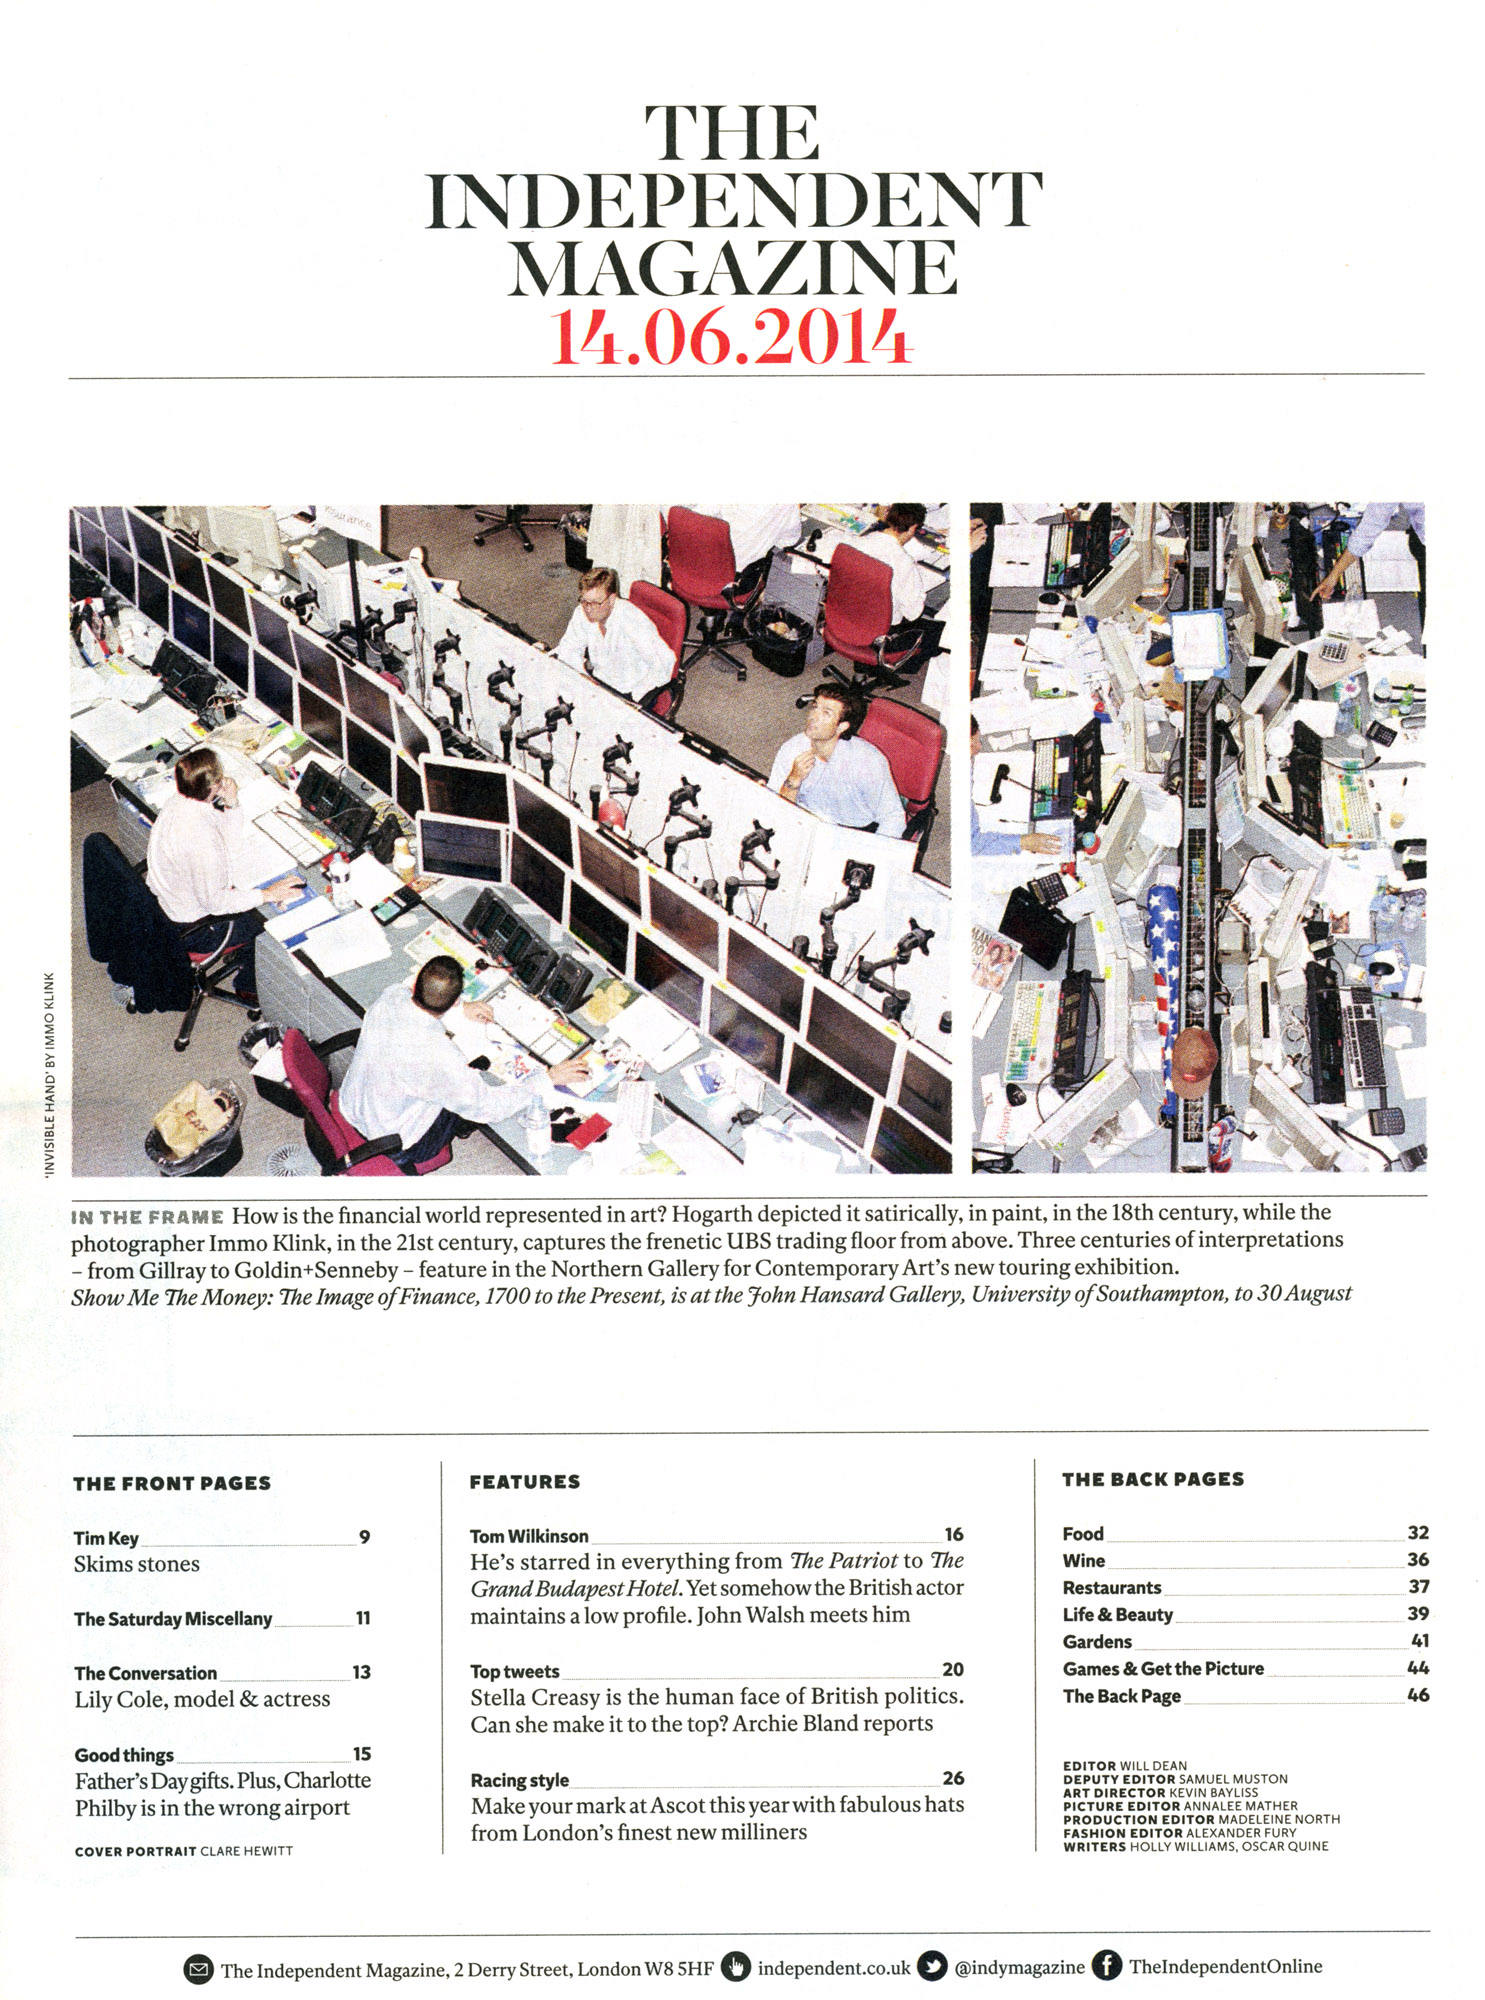 THE
INDEPENDENT
MAGAZINE
14.06.2014
'INVISIBLE HAND' BY IMMO KLINK
IN THE FRAME How is the financial world represented in art? Hogarth depicted it satirically, in paint, in the 18th century, while the
photographer Immo Klink, in the 21st century, captures the frenetic UBS trading floor from above. Three centuries of interpretations
– from Gillray to Goldin+Senneby – feature in the Northern Gallery for Contemporary Art's new touring exhibition.
Show Me The Money: The Image of Finance, 1700 to the Present, is at the John Hansard Gallery, University of Southampton, to 30 August
THE FRONT PAGES
Tim Key 9
Skims stones
The Saturday Miscellany 11
The Conversation 13
Lily Cole, model & actress
Good things 15
Father's Day gifts. Plus, Charlotte
Philby is in the wrong airport
COVER PORTRAIT CLARE HEWITT
FEATURES
Tom Wilkinson 16
He's starred in everything from The Patriot to The
Grand Budapest Hotel. Yet somehow the British actor
maintains a low profile. John Walsh meets him
Top tweets 20
Stella Creasy is the human face of British politics.
Can she make it to the top? Archie Bland reports
Racing style 26
Make your mark at Ascot this year with fabulous hats
from London's finest new milliners
THE BACK PAGES
Food 32
Wine 36
Restaurants 37
Life & Beauty 39
Gardens 41
Games & Get the Picture 44
The Back Page 46
EDITOR WILL DEAN
DEPUTY EDITOR SAMUEL MUSTON
ART DIRECTOR KEVIN BAYLISS
PICTURE EDITOR ANNALEE MATHER
PRODUCTION EDITOR MADELEINE NORTH
FASHION EDITOR ALEXANDER FURY
WRITERS HOLLY WILLIAMS, OSCAR QUINE
The Independent Magazine, 2 Derry Street, London W8 5HF independent.co.uk @indymagazine TheIndependentOnline